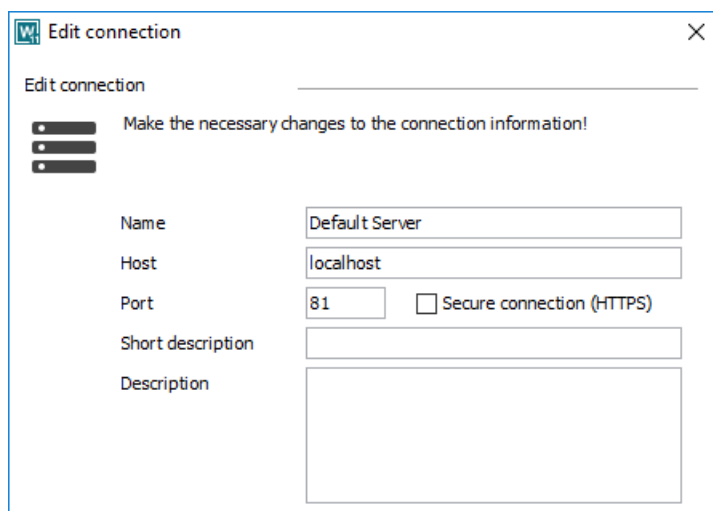 W 11 Edit connection
Edit connection
Make the necessary changes to the connection information!
Name Default Server
Host localhost
Port 81 Secure connection (HTTPS)
Short description
Description